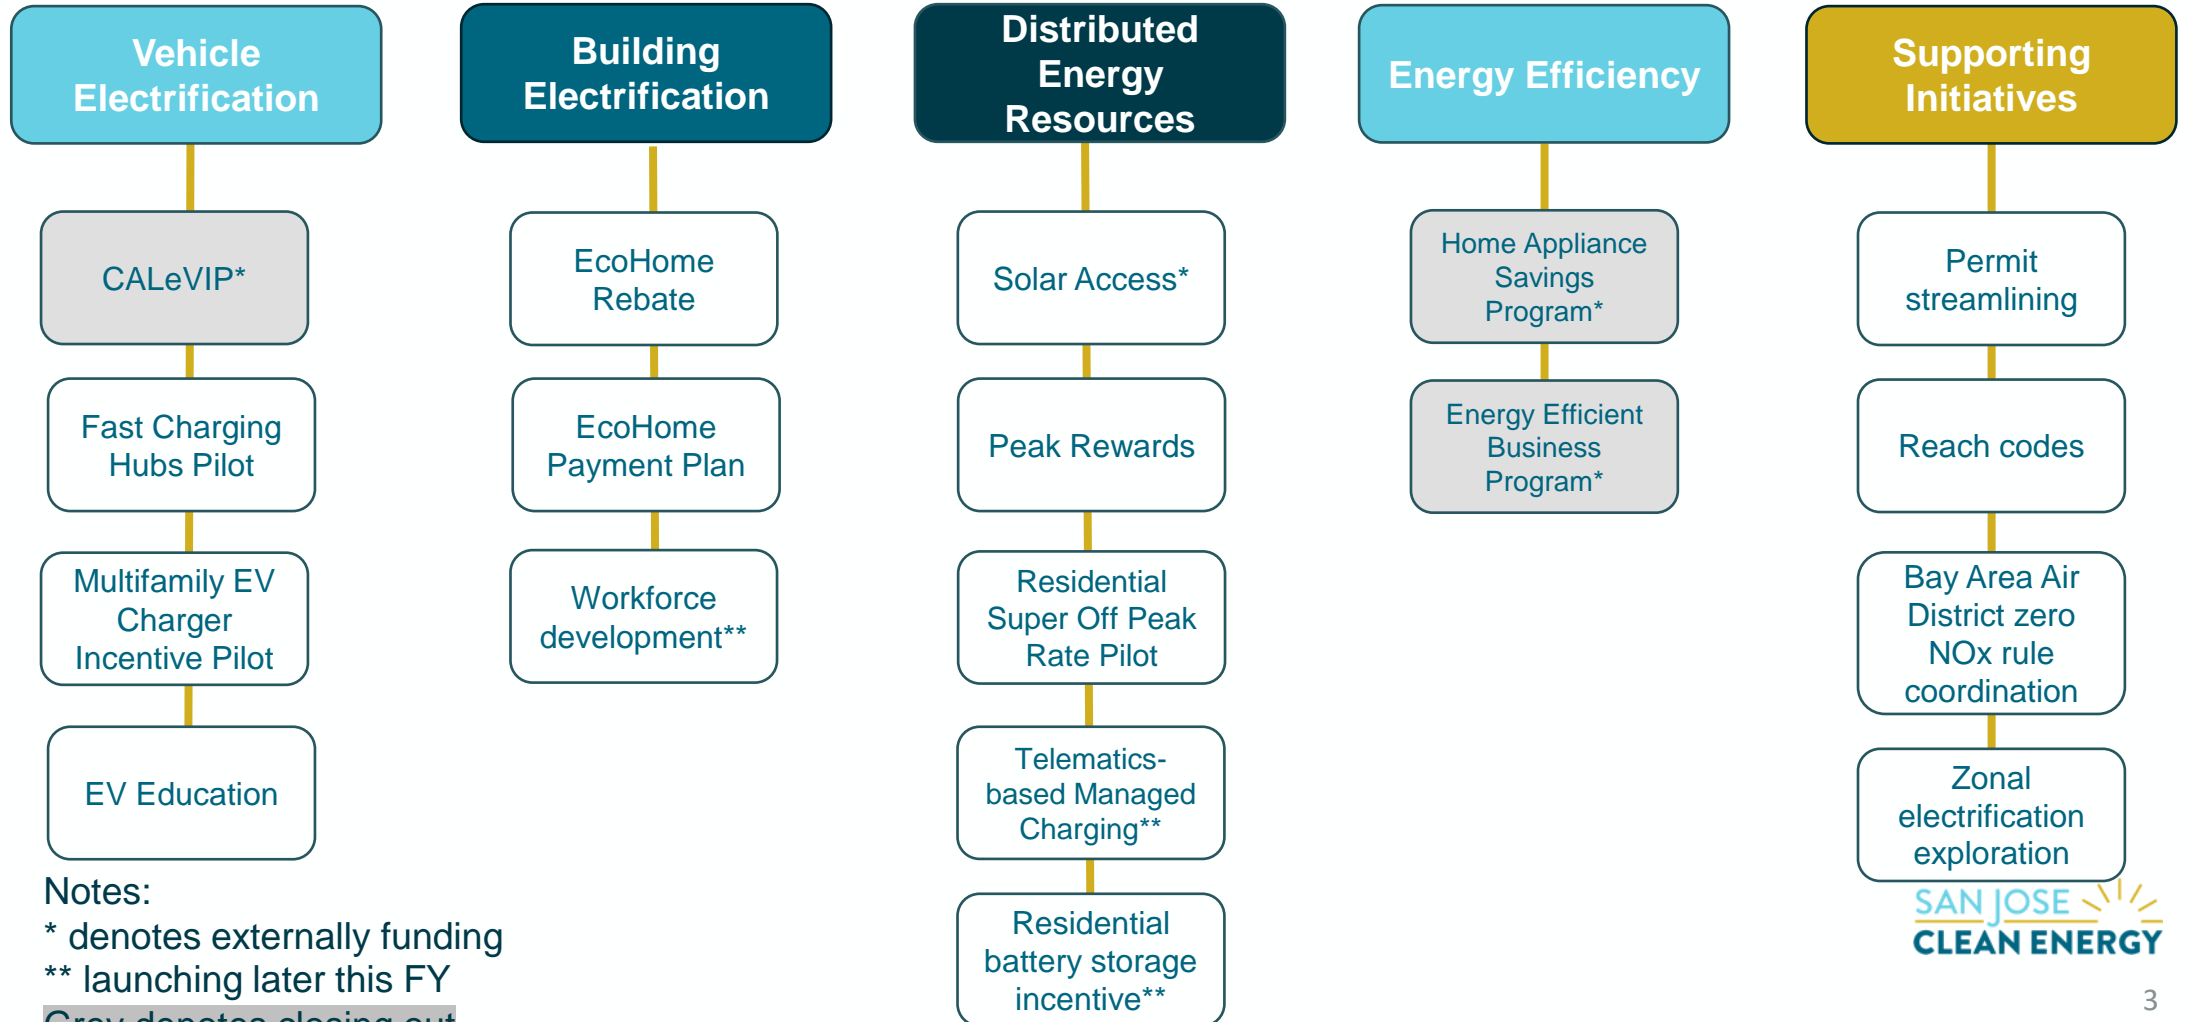 Vehicle
Electrification
CALeVIP*
Fast Charging
Hubs Pilot
Multifamily EV
Charger
Incentive Pilot
EV Education
Building
Electrification
EcoHome
Rebate
EcoHome
Payment Plan
Workforce
development**
Distributed
Energy
Resources
Solar Access*
Peak Rewards
Residential
Super Off Peak
Rate Pilot
Telematics-
based Managed
Charging**
Residential
battery storage
incentive**
Energy Efficiency
Home Appliance
Savings
Program*
Energy Efficient
Business
Program*
Supporting
Initiatives
Permit
streamlining
Reach codes
Bay Area Air
District zero
NOx rule
coordination
Zonal
electrification
exploration
Notes:
* denotes externally funding
** launching later this FY
Grey denotes closing out
SAN JOSE
CLEAN ENERGY
3